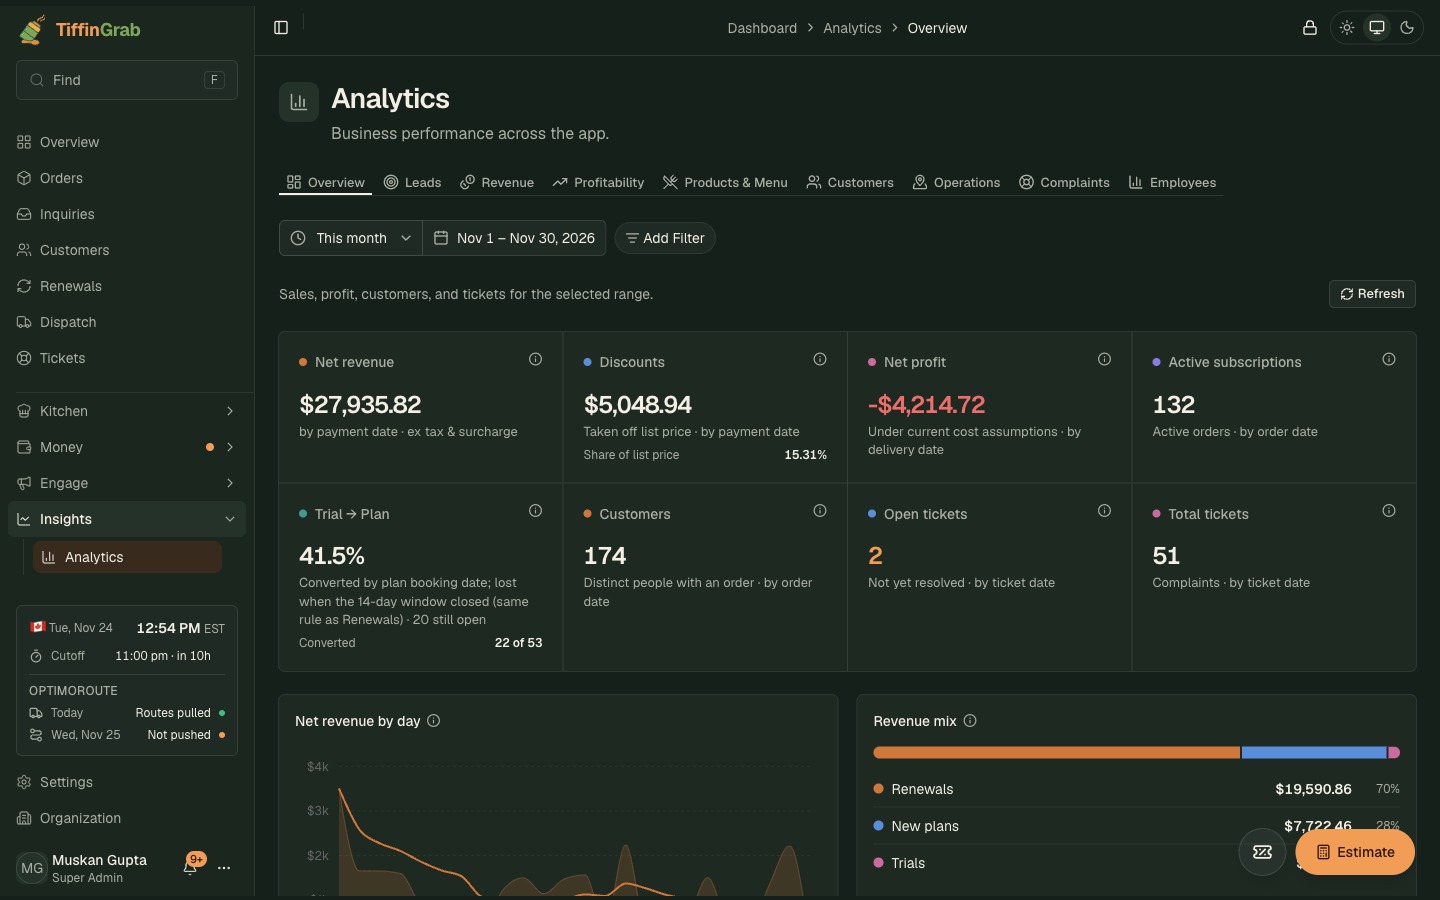 TiffinGrab
Find
F
Overview
Orders
Inquiries
Customers
Renewals
Dispatch
Tickets
Kitchen
Money
Engage
Insights
Analytics
Tue, Nov 24 12:54 PM EST
Cutoff 11:00 pm · in 10h
OPTIMOROUTE
Today Routes pulled
Wed, Nov 25 Not pushed
Settings
Organization
MG
Muskan Gupta
Super Admin
9+
Dashboard > Analytics > Overview
Analytics
Business performance across the app.
Overview Leads Revenue Profitability Products & Menu Customers Operations Complaints Employees
This month Nov 1 – Nov 30, 2026 Add Filter
Sales, profit, customers, and tickets for the selected range.
Refresh
Net revenue
$27,935.82
by payment date · ex tax & surcharge
Discounts
$5,048.94
Taken off list price · by payment date
Share of list price 15.31%
Net profit
-$4,214.72
Under current cost assumptions · by
delivery date
Active subscriptions
132
Active orders · by order date
Trial → Plan
41.5%
Converted by plan booking date; lost
when the 14-day window closed (same
rule as Renewals) · 20 still open
Converted 22 of 53
Customers
174
Distinct people with an order · by order
date
Open tickets
2
Not yet resolved · by ticket date
Total tickets
51
Complaints · by ticket date
Net revenue by day
$4k
$3k
$2k
Revenue mix
Renewals $19,590.86 70%
New plans $7,722.46 28%
Trials
Estimate